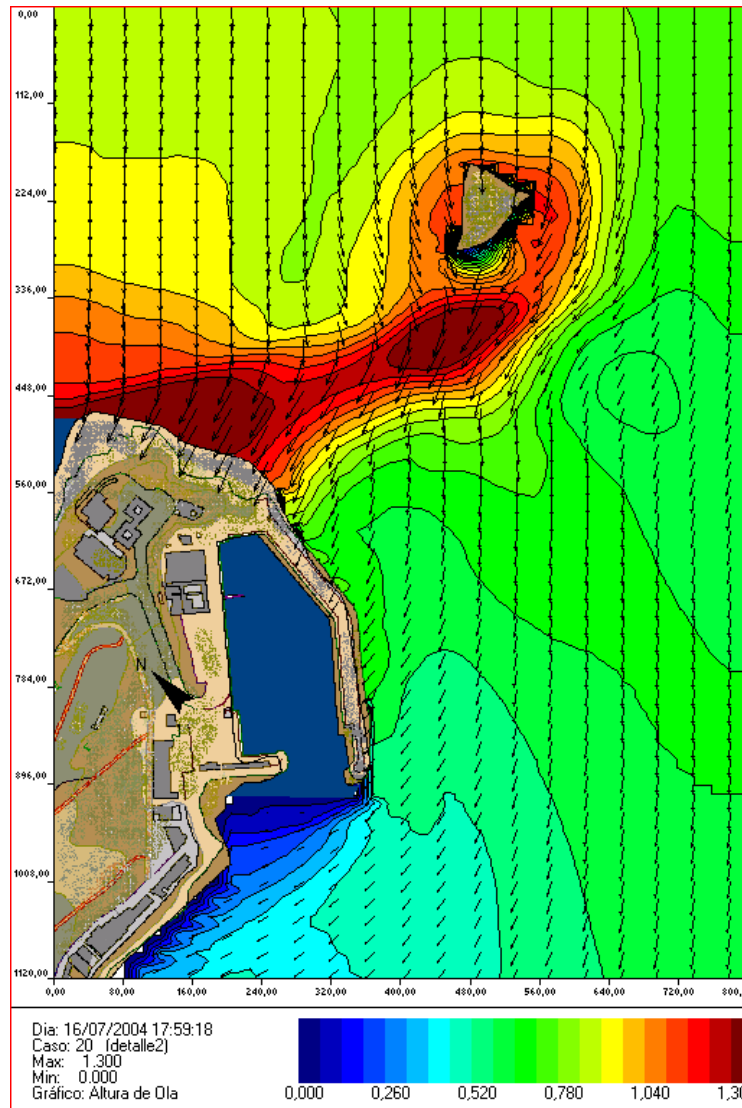 0,00
112,00
224,00
336,00
448,00
560,00
672,00
784,00
N
896,00
1008,00
1120,00
0,00 80,00 160,00 240,00 320,00 400,00 480,00 560,00 640,00 720,00 800,
Dia: 16/07/2004 17:59:18
Caso: 20 (detalle2)
Max: 1.300
Min: 0.000
Gráfico: Altura de Ola
0,000 0,260 0,520 0,780 1,040 1,30